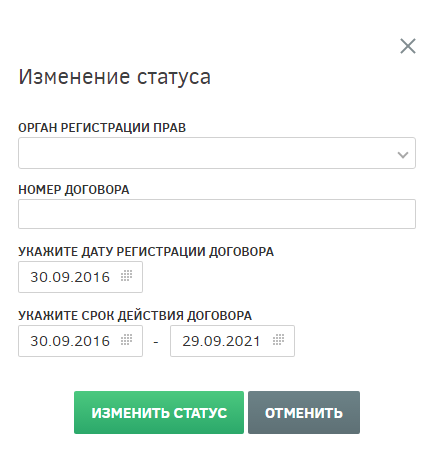 Изменение статуса
ОРГАН РЕГИСТРАЦИИ ПРАВ
НОМЕР ДОГОВОРА
УКАЖИТЕ ДАТУ РЕГИСТРАЦИИ ДОГОВОРА
30.09.2016
УКАЖИТЕ СРОК ДЕЙСТВИЯ ДОГОВОРА
30.09.2016 - 29.09.2021
ИЗМЕНИТЬ СТАТУС ОТМЕНИТЬ